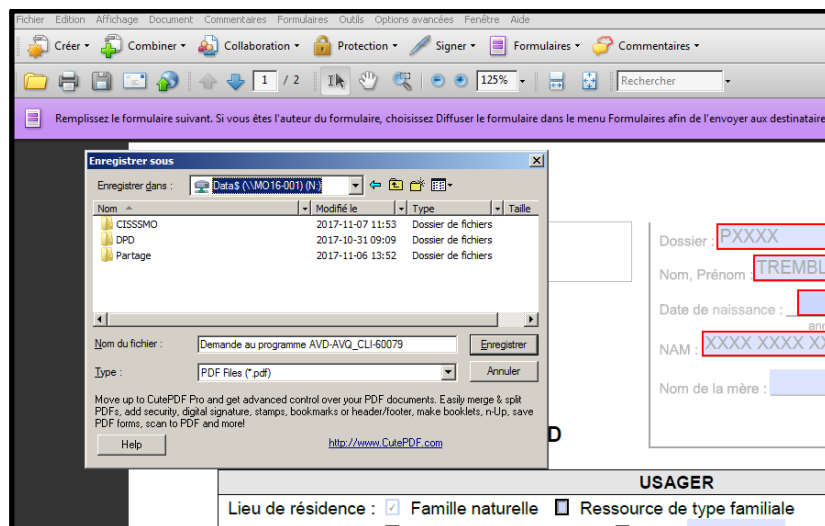 Fichier Edition Affichage Document Commentaires Formulaires Outils Options avancées Fenêtre Aide
Créer Combiner Collaboration Protection Signer Formulaires Commentaires
1 / 2 125% Rechercher
Remplissez le formulaire suivant. Si vous êtes l'auteur du formulaire, choisissez Diffuser le formulaire dans le menu Formulaires afin de l'envoyer aux destinataire
Enregistrer sous
Enregistrer dans : Data$ (\\MO16-001) (N:)
Nom Modifié le Type Taille
CISSSMO 2017-11-07 11:53 Dossier de fichiers
DPD 2017-10-31 09:09 Dossier de fichiers
Partage 2017-11-06 13:52 Dossier de fichiers
Nom du fichier : Demande au programme AVD-AVQ_CLI-60079 Enregistrer
Type : PDF Files (*.pdf) Annuler
Move up to CutePDF Pro and get advanced control over your PDF documents. Easily merge & split
PDFs, add security, digital signature, stamps, bookmarks or header/footer, make booklets, n-Up, save
PDF forms, scan to PDF and more!
Help http://www.CutePDF.com
Dossier : PXXXX
Nom, Prénom : TREMBL
Date de naissance :
ann
NAM : XXXX XXXX XX
Nom de la mère :
D
USAGER
Lieu de résidence : Famille naturelle Ressource de type familiale